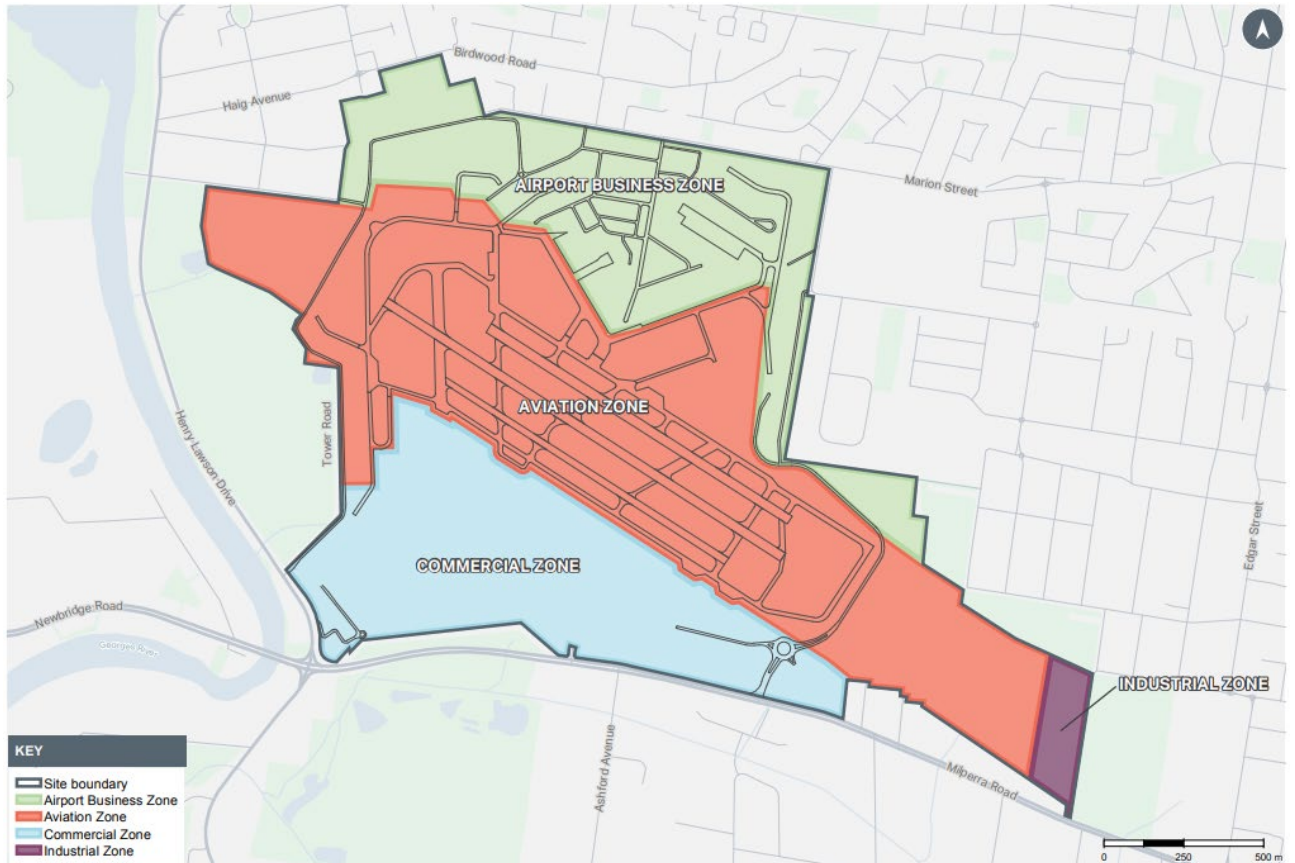 Birdwood Road
Haig Avenue
Marion Street
AIRPORT BUSINESS ZONE
AVIATION ZONE
Tower Road
Henry Lawson Drive
Edgar Street
COMMERCIAL ZONE
Newbridge Road
Georges River
INDUSTRIAL ZONE
Ashford Avenue
Milperra Road
KEY
Site boundary
Airport Business Zone
Aviation Zone
Commercial Zone
Industrial Zone
0 250 500 m